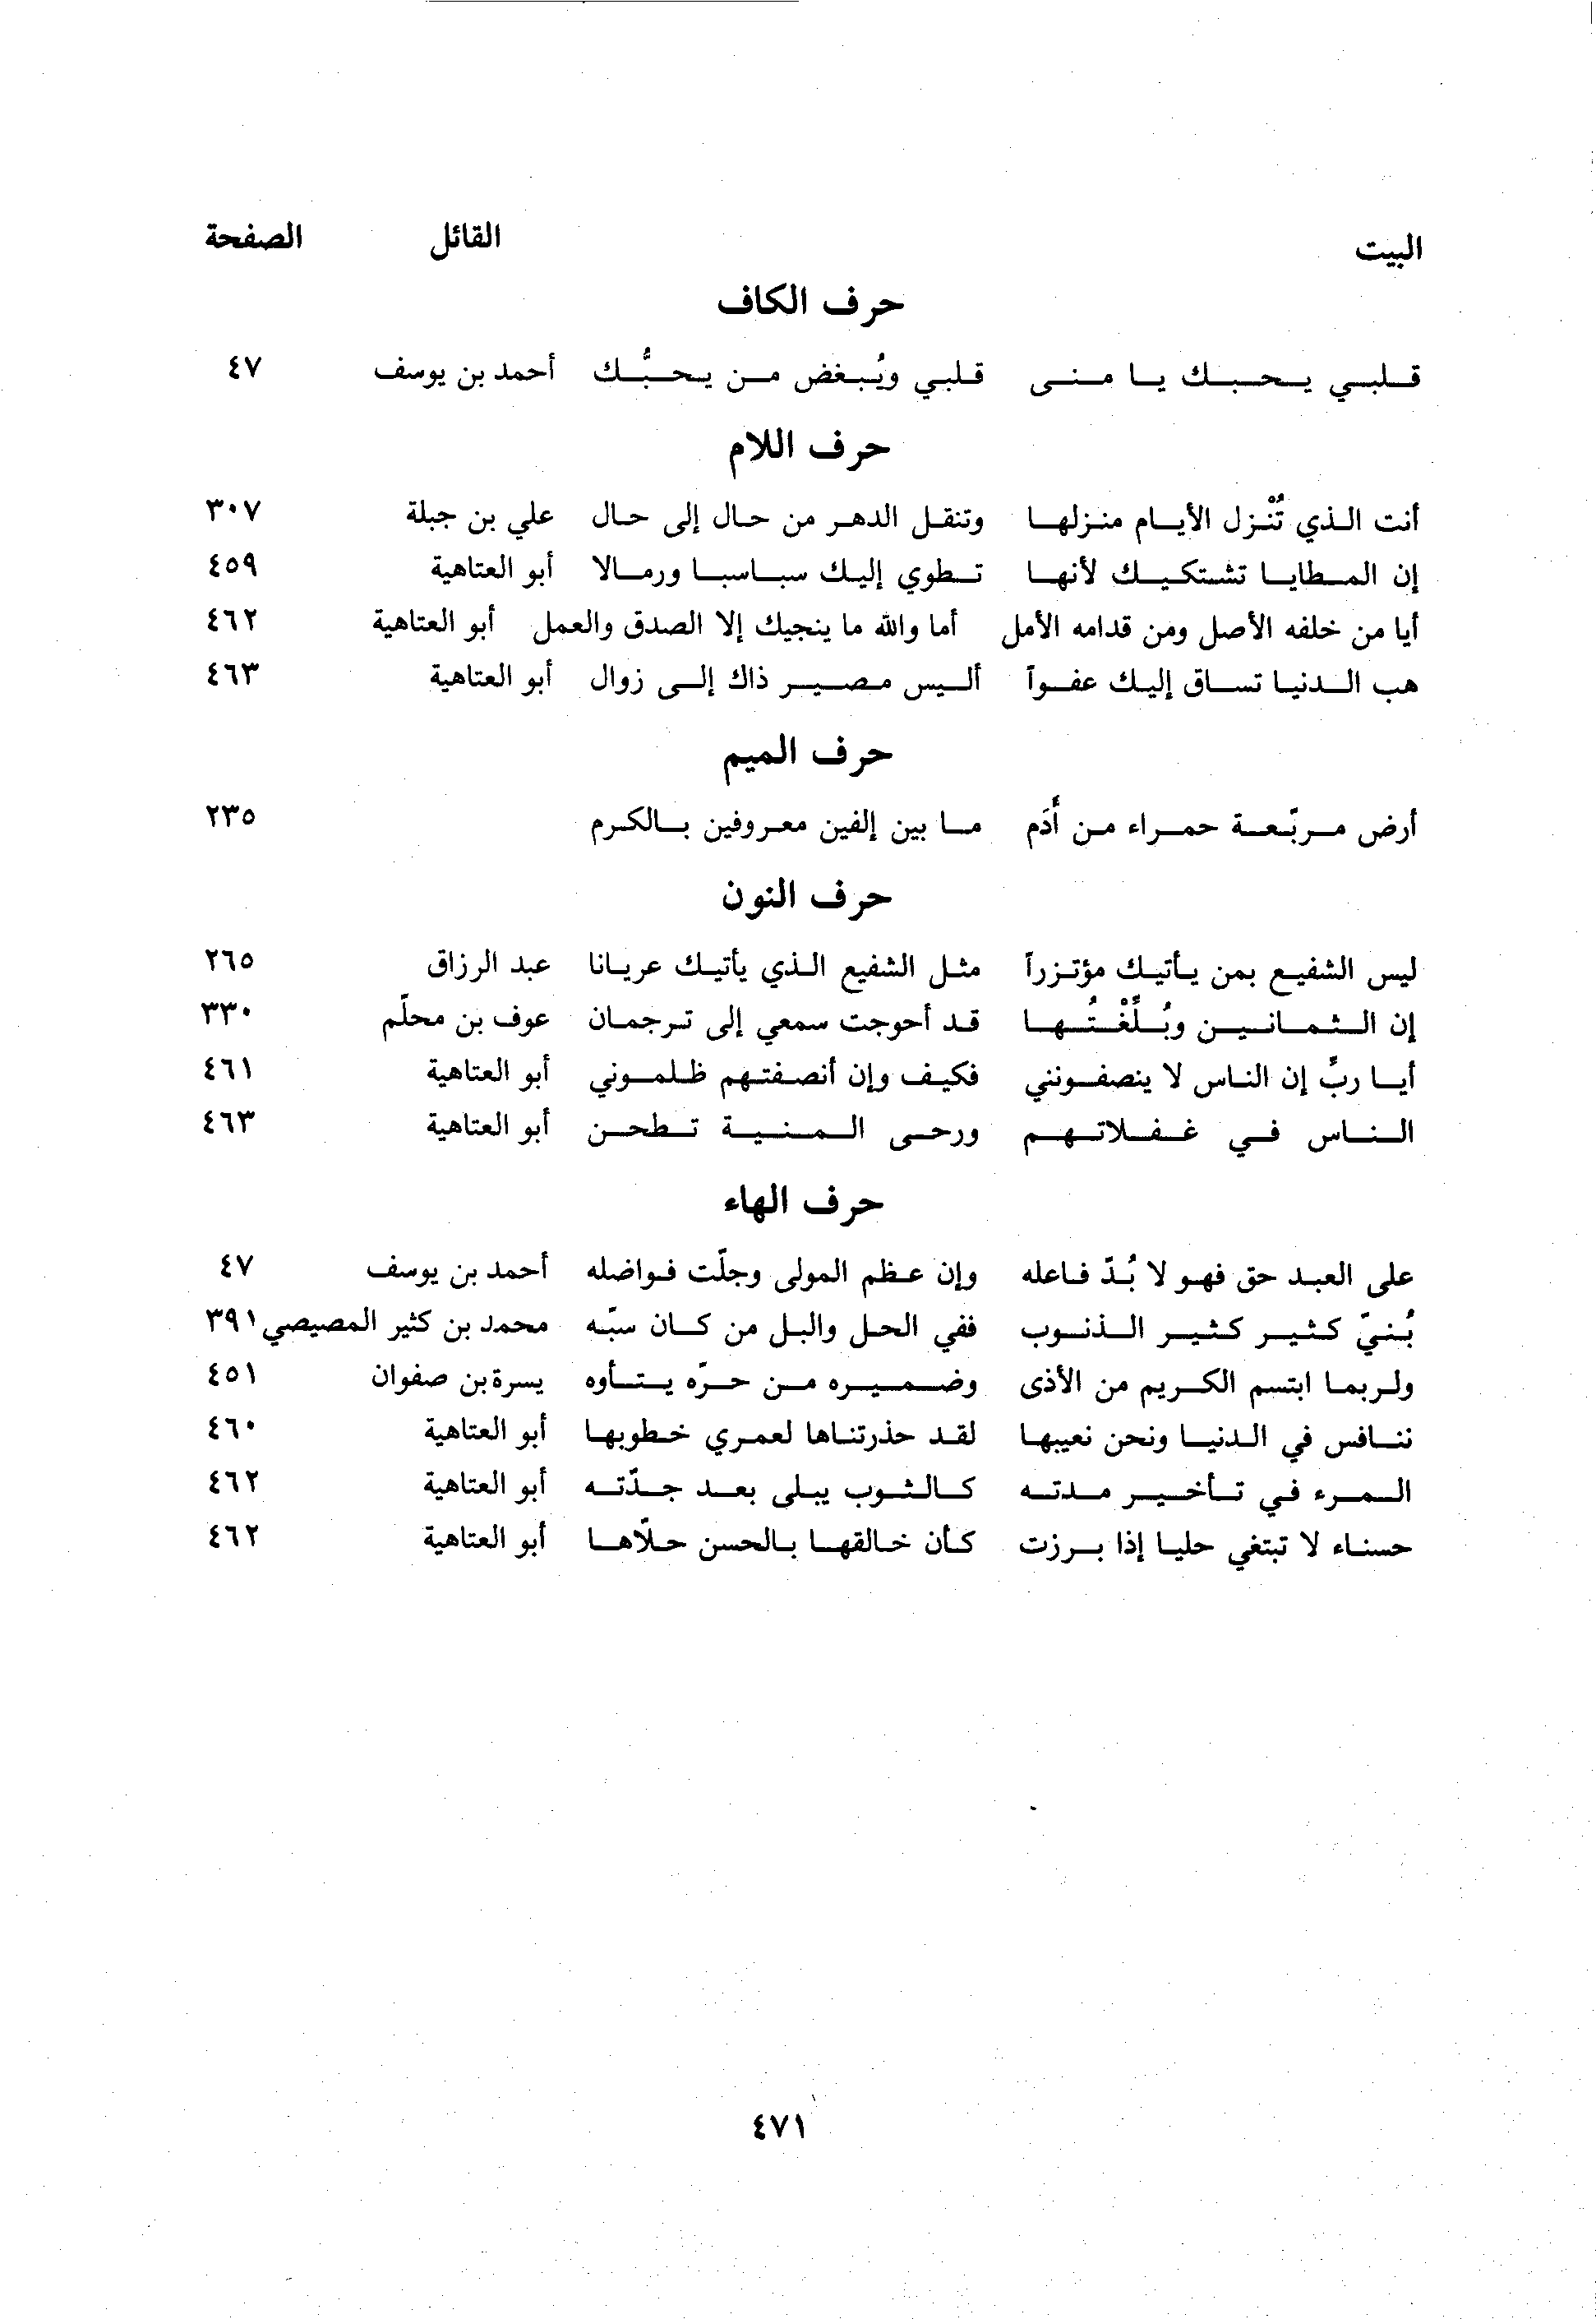 البيت القائل الصفحة
حرف الكاف
قلبي يحبك يا منى قلبي ويُبغض من يحبُّك أحمد بن يوسف ٤٧
حرف اللام
أنت الذي تُنْزل الأيام منزلها وتنقل الدهر من حال إلى حال علي بن جبلة ٣٠٧
إن المطايا تشتكيك لأنها تطوي إليك سباسبا ورمالا أبو العتاهية ٤٥٩
أيا من خلفه الأصل ومن قدامه الأمل أما والله ما ينجيك إلا الصدق والعمل أبو العتاهية ٤٦٢
هب الدنيا تساق إليك عفواً أليس مصير ذاك إلى زوال أبو العتاهية ٤٦٣
حرف الميم
أرض مربّعة حمراء من أَدَم ما بين إلفين معروفين بالكرم ٢٣٥
حرف النون
ليس الشفيع بمن يأتيك مؤتزراً مثل الشفيع الذي يأتيك عريانا عبد الرزاق ٢٦٥
إن الثمانين وبُلِّغْتُها قد أحوجت سمعي إلى ترجمان عوف بن محلّم ٣٣٠
أيا ربِّ إن الناس لا ينصفونني فكيف وإن أنصفتهم ظلموني أبو العتاهية ٤٦١
الناس في غفلاتهم ورحى المنية تطحن أبو العتاهية ٤٦٣
حرف الهاء
على العبد حق فهو لا بُدّ فاعله وإن عظم المولى وجلّت فواضله أحمد بن يوسف ٤٧
بُنيّ كثير كثير الذنوب ففي الحل والبل من كان سبّه محمد بن كثير المصيصي ٣٩١
ولربما ابتسم الكريم من الأذى وضميره من حرّه يتأوه يسرة بن صفوان ٤٥١
ننافس في الدنيا ونحن نعيبها لقد حذرتناها لعمري خطوبها أبو العتاهية ٤٦٠
المرء في تأخير مدته كالثوب يبلى بعد جدّته أبو العتاهية ٤٦٢
حسناء لا تبتغي حليا إذا برزت كأن خالقها بالحسن حلّاها أبو العتاهية ٤٦٢
٤٧١